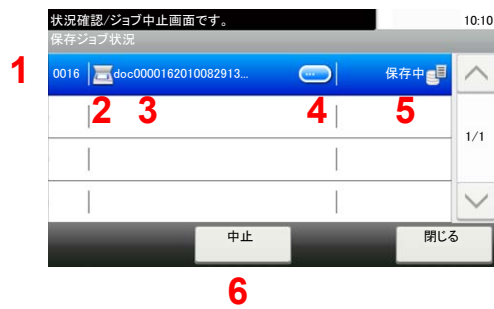 状況確認/ジョブ中止画面です。 10:10
保存ジョブ状況
1 0016 doc0000162010082913... 保存中
2 3 4 5
1/1
中止 閉じる
6